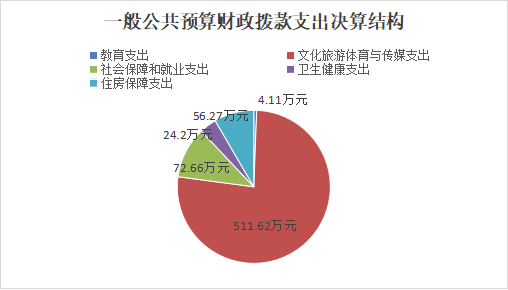 一般公共预算财政拨款支出决算结构
教育支出 文化旅游体育与传媒支出
社会保障和就业支出 卫生健康支出
住房保障支出
4.11万元
56.27万元
24.2万元
72.66万元
511.62万元